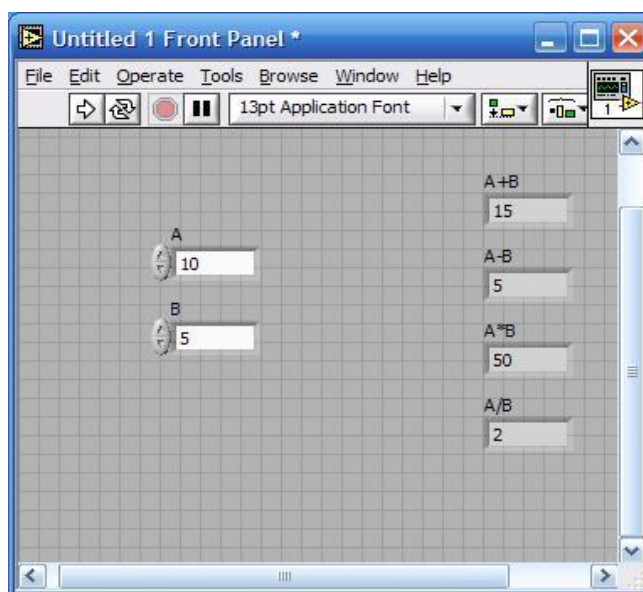 Untitled 1 Front Panel *
File Edit Operate Tools Browse Window Help
13pt Application Font
1
A+B
15
A
10
A-B
5
B
5
A*B
50
A/B
2